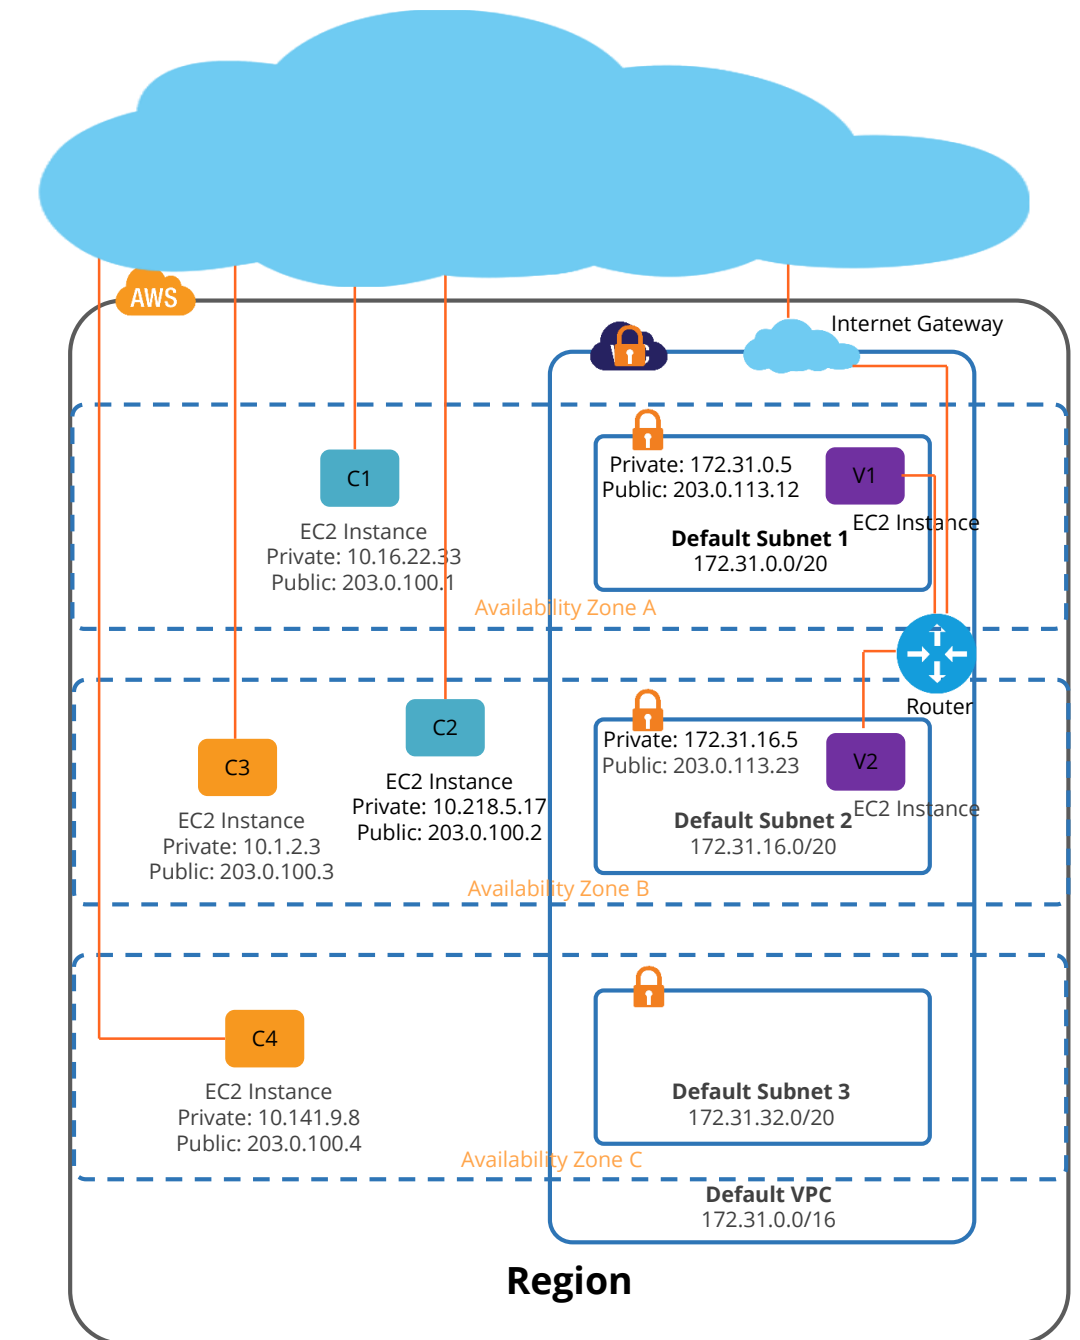 AWS
Internet Gateway
C1
EC2 Instance
Private: 10.16.22.33
Public: 203.0.100.1
Private: 172.31.0.5
Public: 203.0.113.12
V1
EC2 Instance
Default Subnet 1
172.31.0.0/20
Availability Zone A
Router
C2
EC2 Instance
Private: 10.218.5.17
Public: 203.0.100.2
C3
EC2 Instance
Private: 10.1.2.3
Public: 203.0.100.3
Private: 172.31.16.5
Public: 203.0.113.23
V2
EC2 Instance
Default Subnet 2
172.31.16.0/20
Availability Zone B
C4
EC2 Instance
Private: 10.141.9.8
Public: 203.0.100.4
Default Subnet 3
172.31.32.0/20
Availability Zone C
Default VPC
172.31.0.0/16
Region